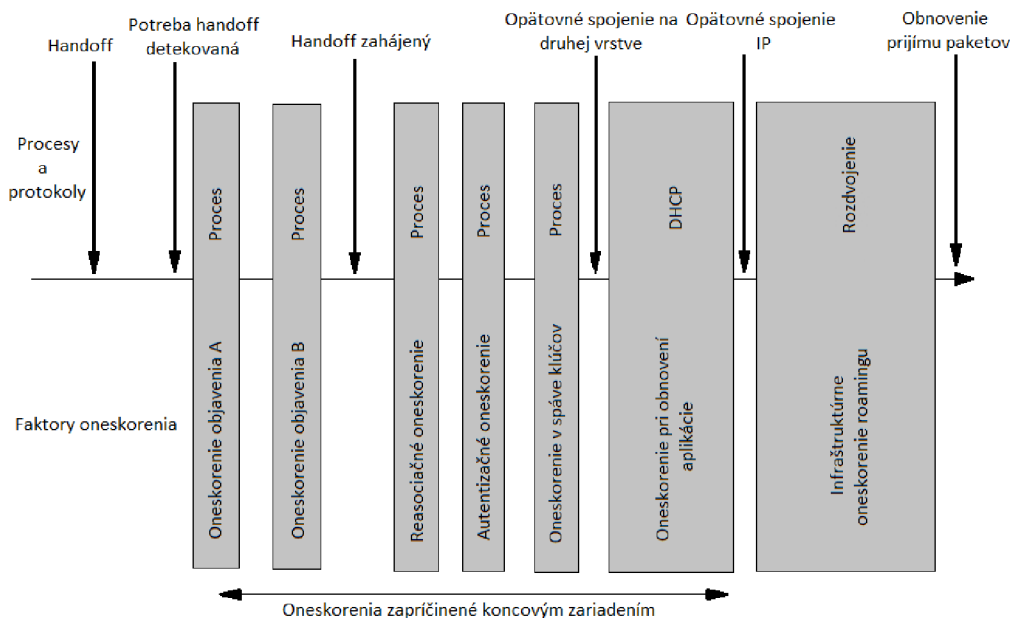 Handoff
Potreba handoff
detekovaná
Handoff zahájený
Opätovné spojenie na
druhej vrstve
Opätovné spojenie
IP
Obnovenie
prijímu paketov
Procesy
a
protokoly
Proces
Proces
Proces
Proces
Proces
DHCP
Rozdvojenie
Faktory oneskorenia
Oneskorenie objavenia A
Oneskorenie objavenia B
Reasociačné oneskorenie
Autentizačné oneskorenie
Oneskorenie v spáve klúčov
Oneskorenie pri obnovení
aplikácie
Infraštruktúrne
oneskorenie roamingu
Oneskorenia zapríčinené koncovým zariadením